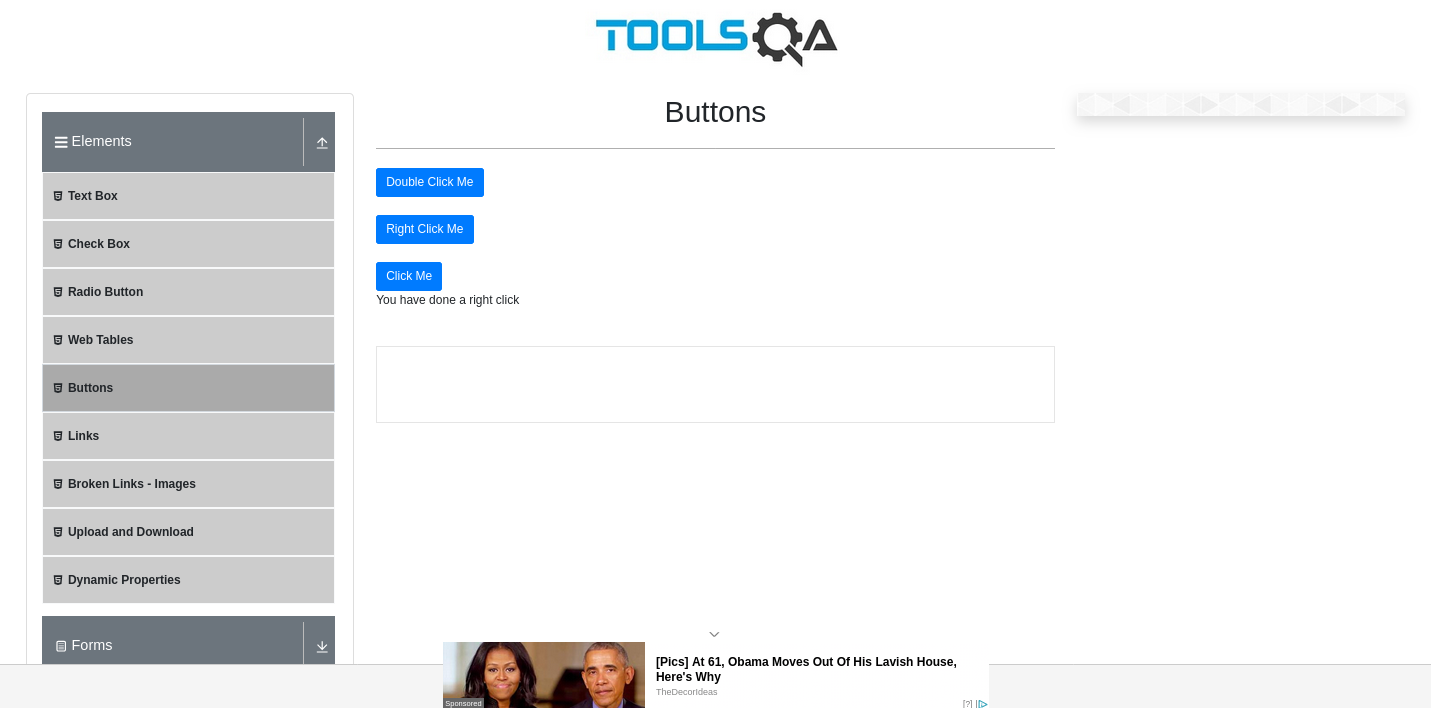 TOOLSQA
Elements
Text Box
Check Box
Radio Button
Web Tables
Buttons
Links
Broken Links - Images
Upload and Download
Dynamic Properties
Forms
Buttons
Double Click Me
Right Click Me
Click Me
You have done a right click
[Pics] At 61, Obama Moves Out Of His Lavish House,
Here's Why
TheDecorIdeas
Sponsored
[?]